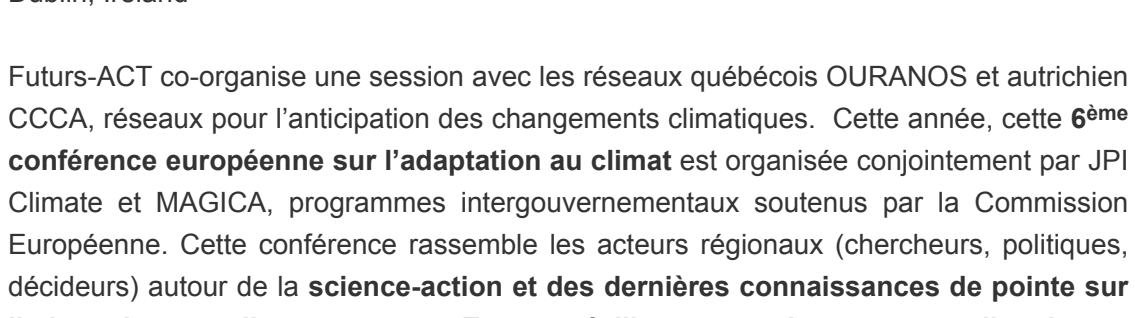 Dublin, Ireland
Futurs-ACT co-organise une session avec les réseaux québécois OURANOS et autrichien
CCCA, réseaux pour l’anticipation des changements climatiques.  Cette année, cette 6ème
conférence européenne sur l’adaptation au climat est organisée conjointement par JPI
Climate et MAGICA, programmes intergouvernementaux soutenus par la Commission
Européenne. Cette conférence rassemble les acteurs régionaux (chercheurs, politiques,
décideurs) autour de la science-action et des dernières connaissances de pointe sur